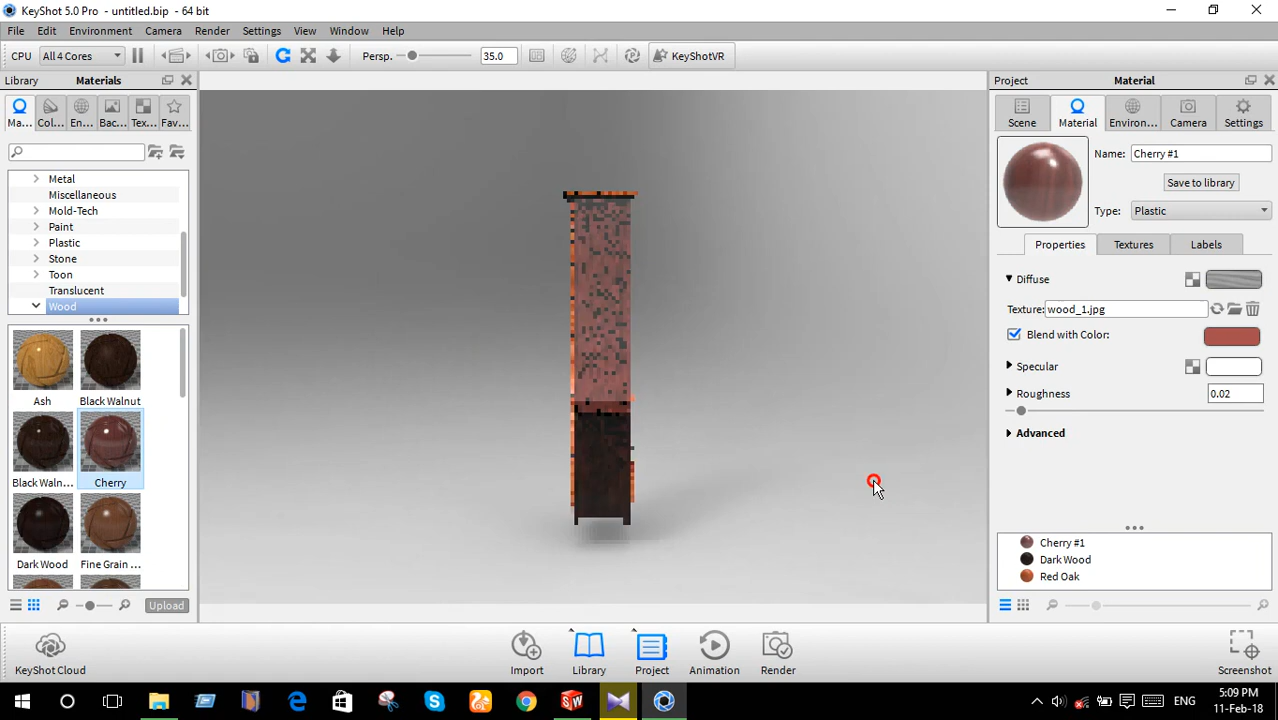 KeyShot 5.0 Pro - untitled.bip - 64 bit
File Edit Environment Camera Render Settings View Window Help
CPU All 4 Cores Persp. 35.0 KeyShotVR
Library Materials
Project Material
Ma... Col... En... Bac... Tex... Fav...
Scene Material Environ... Camera Settings
Metal
Miscellaneous
Mold-Tech
Paint
Plastic
Stone
Toon
Translucent
Wood
Ash Black Walnut
Black Waln... Cherry
Dark Wood Fine Grain ...
Upload
Name: Cherry #1
Save to library
Type: Plastic
Properties Textures Labels
Diffuse
Texture: wood_1.jpg
Blend with Color:
Specular
Roughness 0.02
Advanced
Cherry #1
Dark Wood
Red Oak
KeyShot Cloud Import Library Project Animation Render Screenshot
ENG
5:09 PM
11-Feb-18